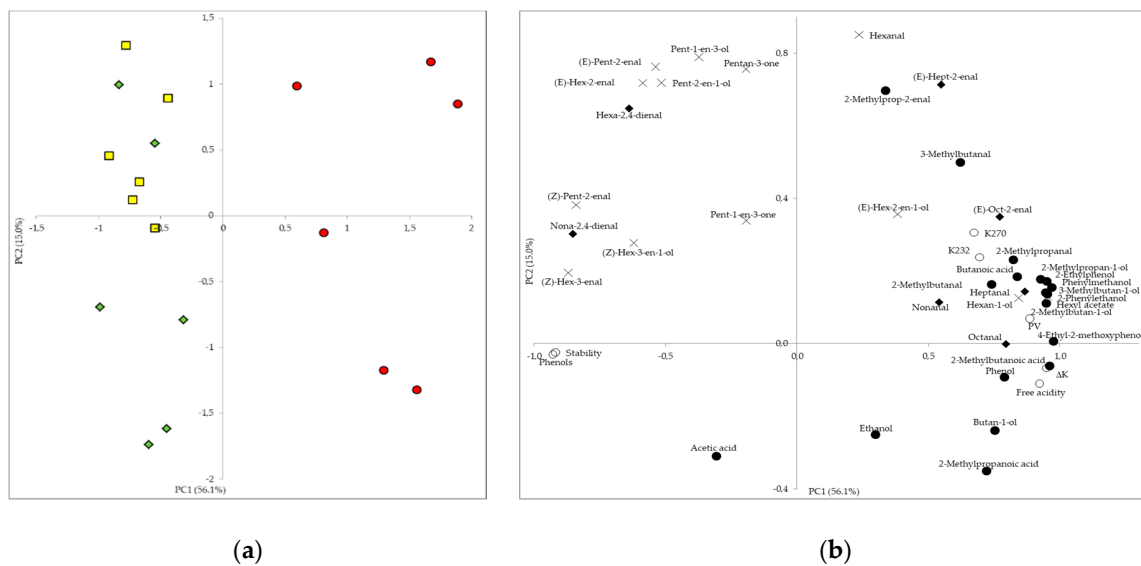 1,5
1
0,5
0
-1,5
-1
-0,5
0
0,5
1
1,5
2
-0,5
-1
-1,5
-2
PC2 (15.0%)
PC1 (56.1%)
(a)
0,8
0,4
0,0
-0,4
-1,0
-0,5
0,0
0,5
1,0
PC2 (15.0%)
PC1 (56.1%)
Hexanal
Pent-1-en-3-ol
(E)-Pent-2-enal
Pentan-3-one
(E)-Hex-2-enal
Pent-2-en-1-ol
(E)-Hept-2-enal
2-Methylprop-2-enal
Hexa-2,4-dienal
3-Methylbutanal
(Z)-Pent-2-enal
Pent-1-en-3-one
(E)-Hex-2-en-1-ol
(E)-Oct-2-enal
Nona-2,4-dienal
K270
(Z)-Hex-3-en-1-ol
K232
2-Methylpropanal
(Z)-Hex-3-enal
Butanoic acid
2-Methylpropan-1-ol
2-Ethylphenol
Phenylmethanol
2-Methylbutanal
Heptanal
3-Methylbutan-1-ol
2-Phenylethanol
Nonanal
Hexan-1-ol
Hexyl acetate
2-Methylbutan-1-ol
PV
Octanal
4-Ethyl-2-methoxypheno
Stability
Phenols
2-Methylbutanoic acid
Phenol
ΔK
Free acidity
Ethanol
Butan-1-ol
Acetic acid
2-Methylpropanoic acid
(b)